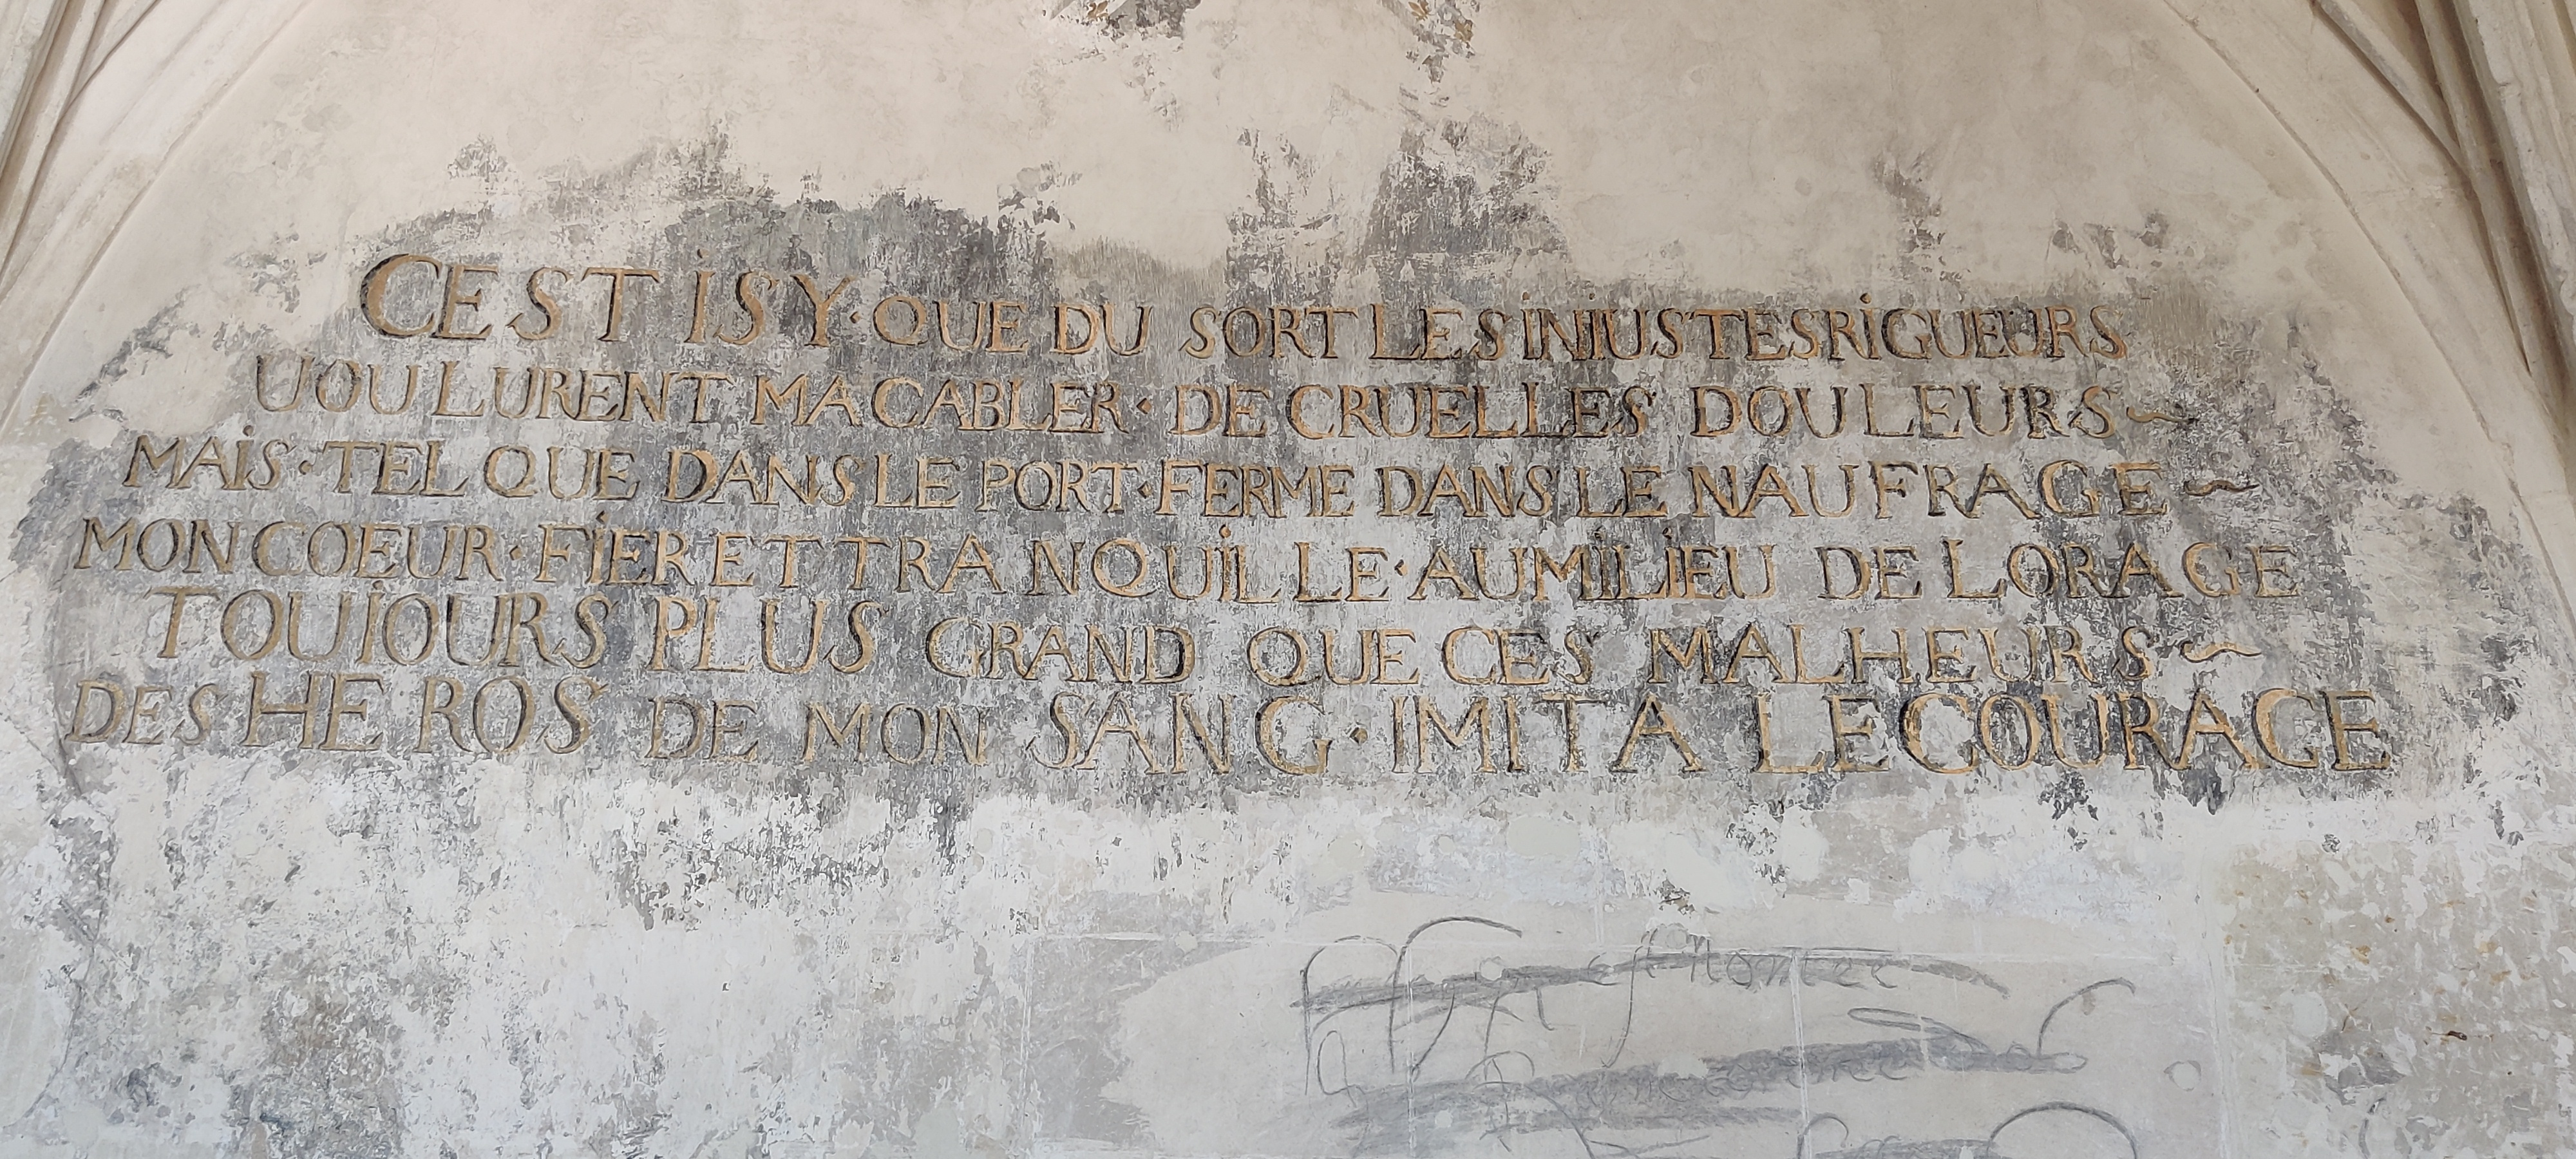 CEST ISY · QUE DU SORT LES INIUSTES RIGUEURS
UOULURENT MACABLER · DE CRUELLES DOULEURS ~
MAIS · TEL QUE DANS LE PORT · FERME DANS LE NAUFRAGE ~
MON COEUR · FIER ET TRANQUILLE · AU MILIEU DE LORAGE
TOUIOURS PLUS GRAND QUE CES MALHEURS ~
DES HEROS DE MON SANG · IMITA LE COURAGE